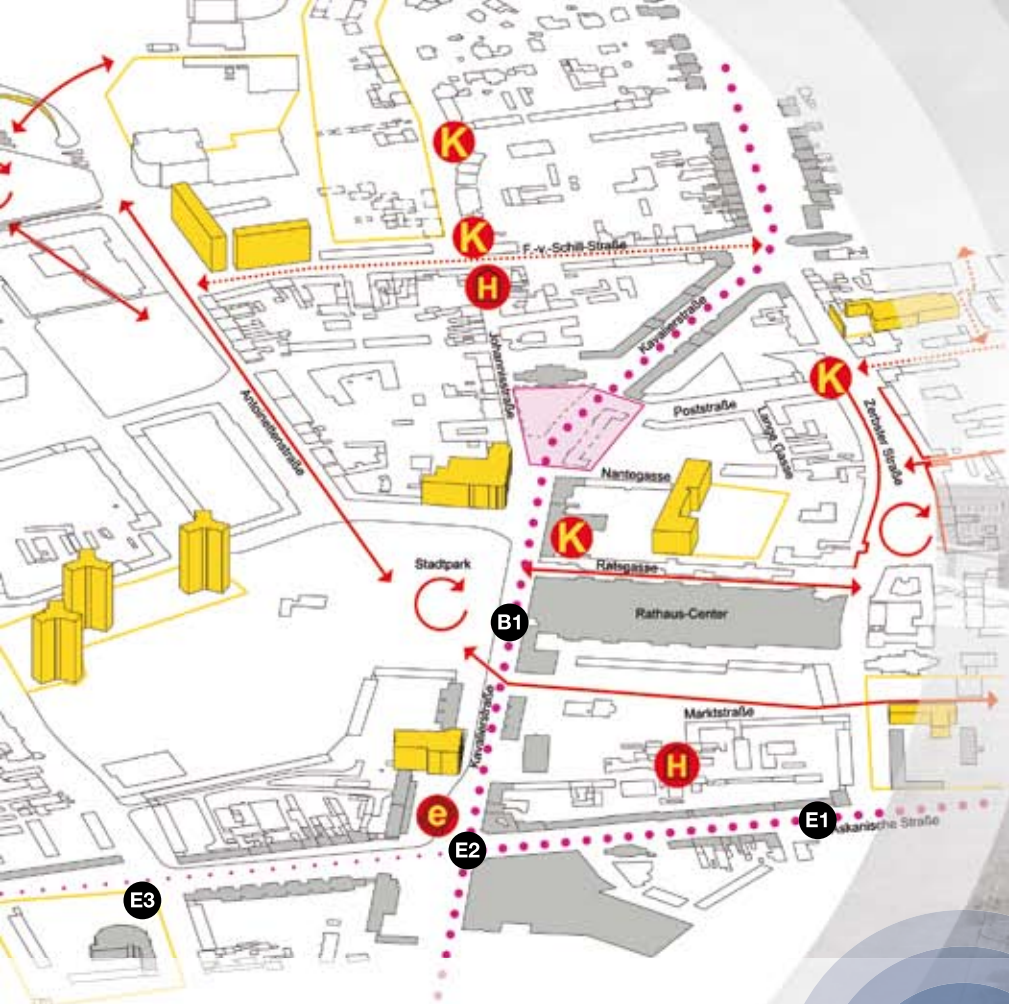 K
K
F.-v.-Schill-Straße
H
Kavalierstraße
Johannisstraße
K
Antoinettenstraße
Poststraße
Lange Gasse
Zerbster Straße
Nantegasse
K
Stadtpark
Ratsgasse
B1
Rathaus-Center
Kavalierstraße
Marktstraße
H
e
E1
Askanische Straße
E2
E3